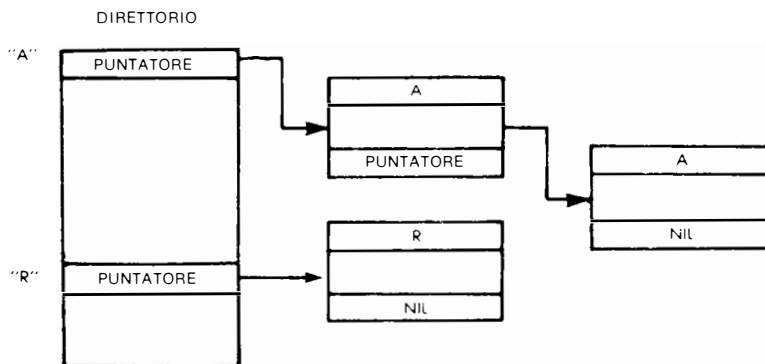 DIRETTORIO
"A"
PUNTATORE
A
PUNTATORE
A
NIL
"R"
PUNTATORE
R
NIL